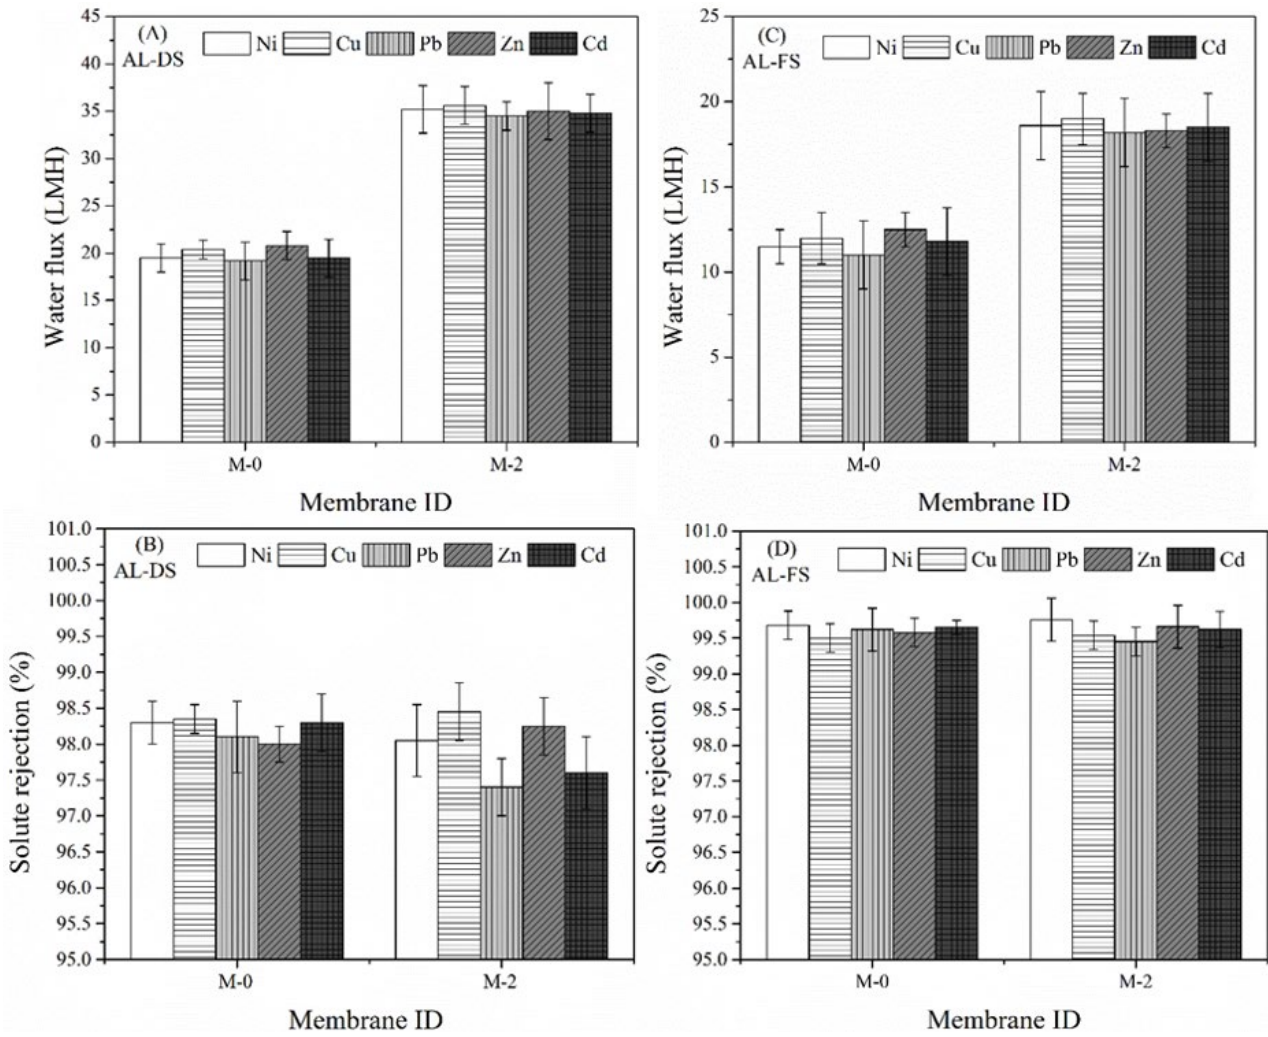 (A)
AL-DS
Ni Cu Pb Zn Cd
45
40
35
30
25
20
15
10
5
0
Water flux (LMH)
M-0 M-2
Membrane ID
(C)
AL-FS
Ni Cu Pb Zn Cd
25
20
15
10
5
0
Water flux (LMH)
M-0 M-2
Membrane ID
(B)
AL-DS
Ni Cu Pb Zn Cd
101.0
100.5
100.0
99.5
99.0
98.5
98.0
97.5
97.0
96.5
96.0
95.5
95.0
Solute rejection (%)
M-0 M-2
Membrane ID
(D)
AL-FS
Ni Cu Pb Zn Cd
101.0
100.5
100.0
99.5
99.0
98.5
98.0
97.5
97.0
96.5
96.0
95.5
95.0
Solute rejection (%)
M-0 M-2
Membrane ID